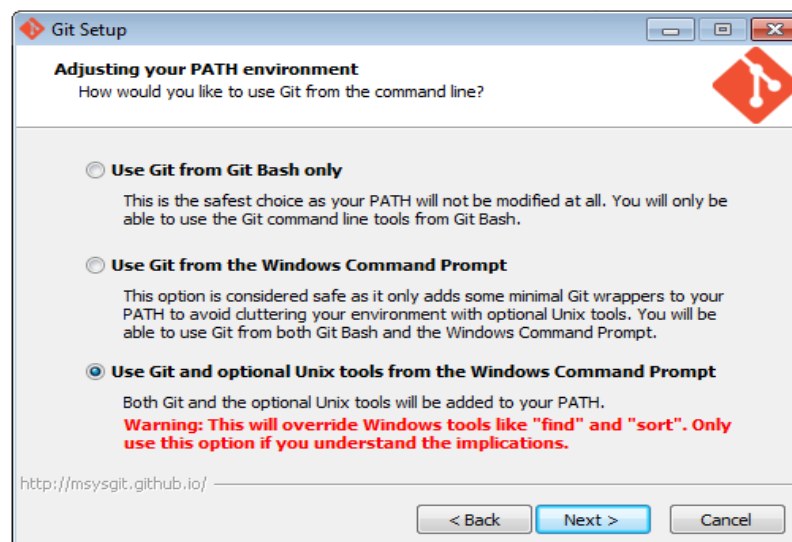 Git Setup
Adjusting your PATH environment
How would you like to use Git from the command line?
Use Git from Git Bash only
This is the safest choice as your PATH will not be modified at all. You will only be
able to use the Git command line tools from Git Bash.
Use Git from the Windows Command Prompt
This option is considered safe as it only adds some minimal Git wrappers to your
PATH to avoid cluttering your environment with optional Unix tools. You will be
able to use Git from both Git Bash and the Windows Command Prompt.
Use Git and optional Unix tools from the Windows Command Prompt
Both Git and the optional Unix tools will be added to your PATH.
Warning: This will override Windows tools like "find" and "sort". Only
use this option if you understand the implications.
http://msysgit.github.io/
< Back
Next >
Cancel